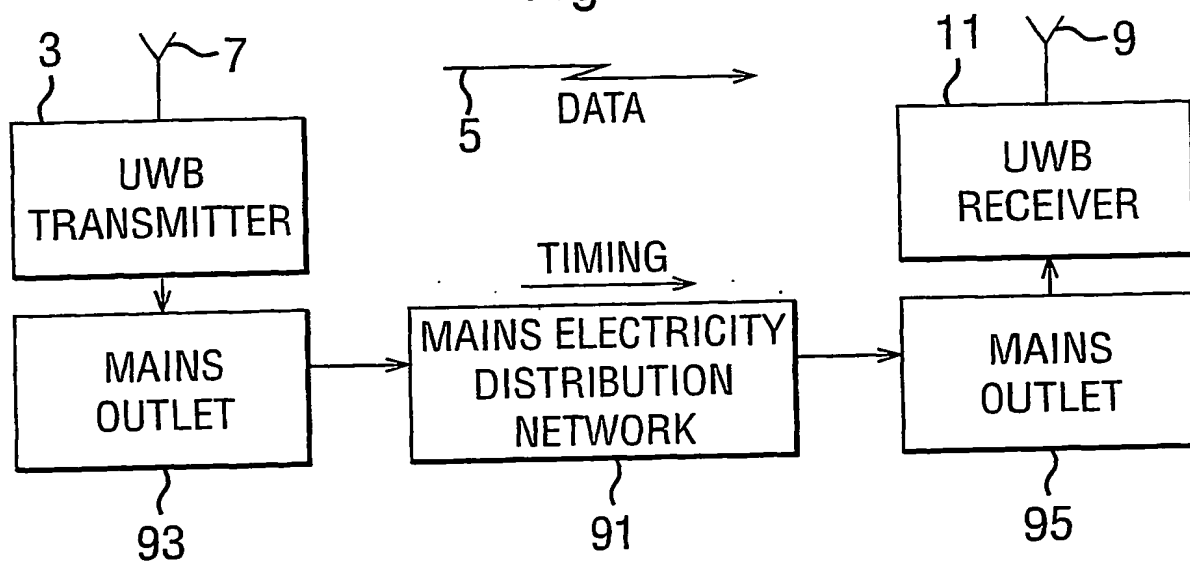 3
7
5
DATA
11
9
UWB
TRANSMITTER
UWB
RECEIVER
TIMING
MAINS
OUTLET
MAINS ELECTRICITY
DISTRIBUTION
NETWORK
MAINS
OUTLET
93
91
95